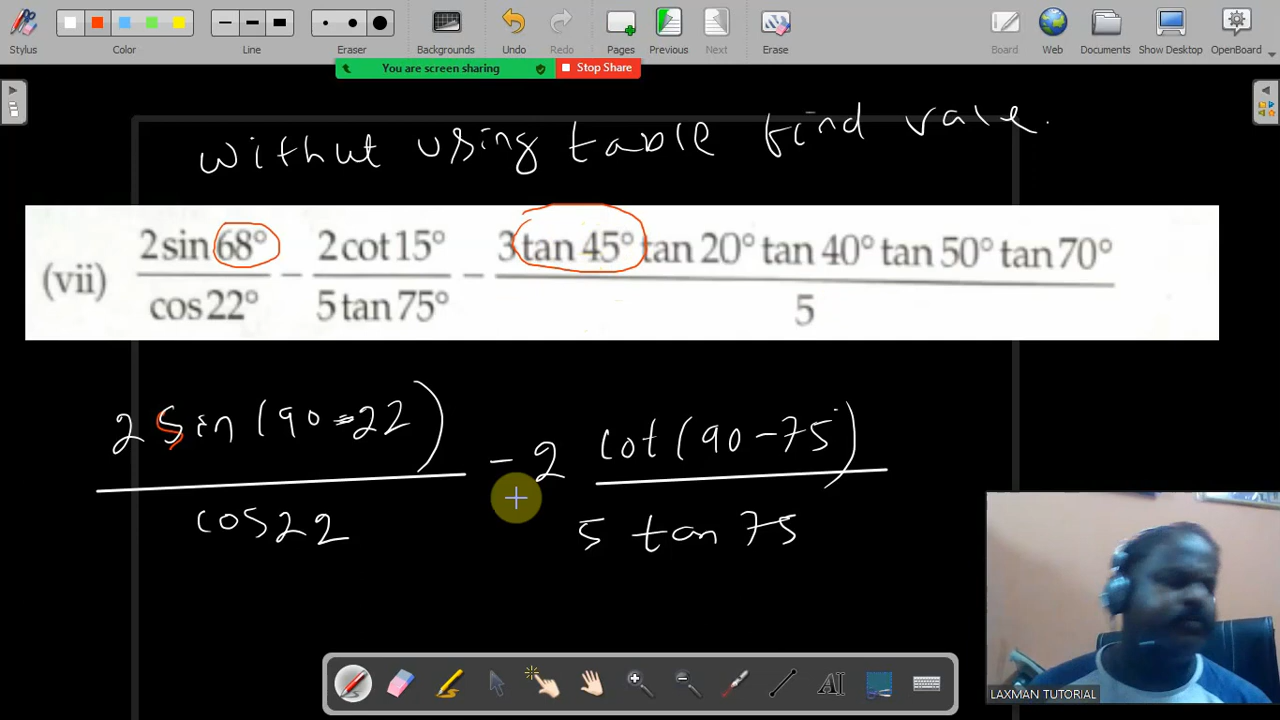 Stylus Color Line Eraser Backgrounds Undo Redo Pages Previous Next Erase Board Web Documents Show Desktop OpenBoard
You are screen sharing Stop Share
withut using table find vale.
(vii) 2 sin 68° / cos 22° − 2 cot 15° / 5 tan 75° − 3 tan 45° tan 20° tan 40° tan 50° tan 70° / 5
2 sin (90-22) / cos 22 - 2 cot (90-75) / 5 tan 75
LAXMAN TUTORIAL